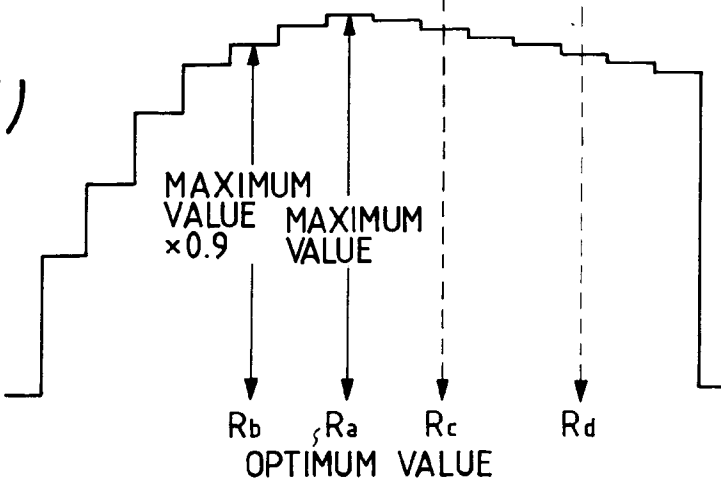 )
MAXIMUM
VALUE
×0.9
MAXIMUM
VALUE
Rb Ra Rc Rd
OPTIMUM VALUE